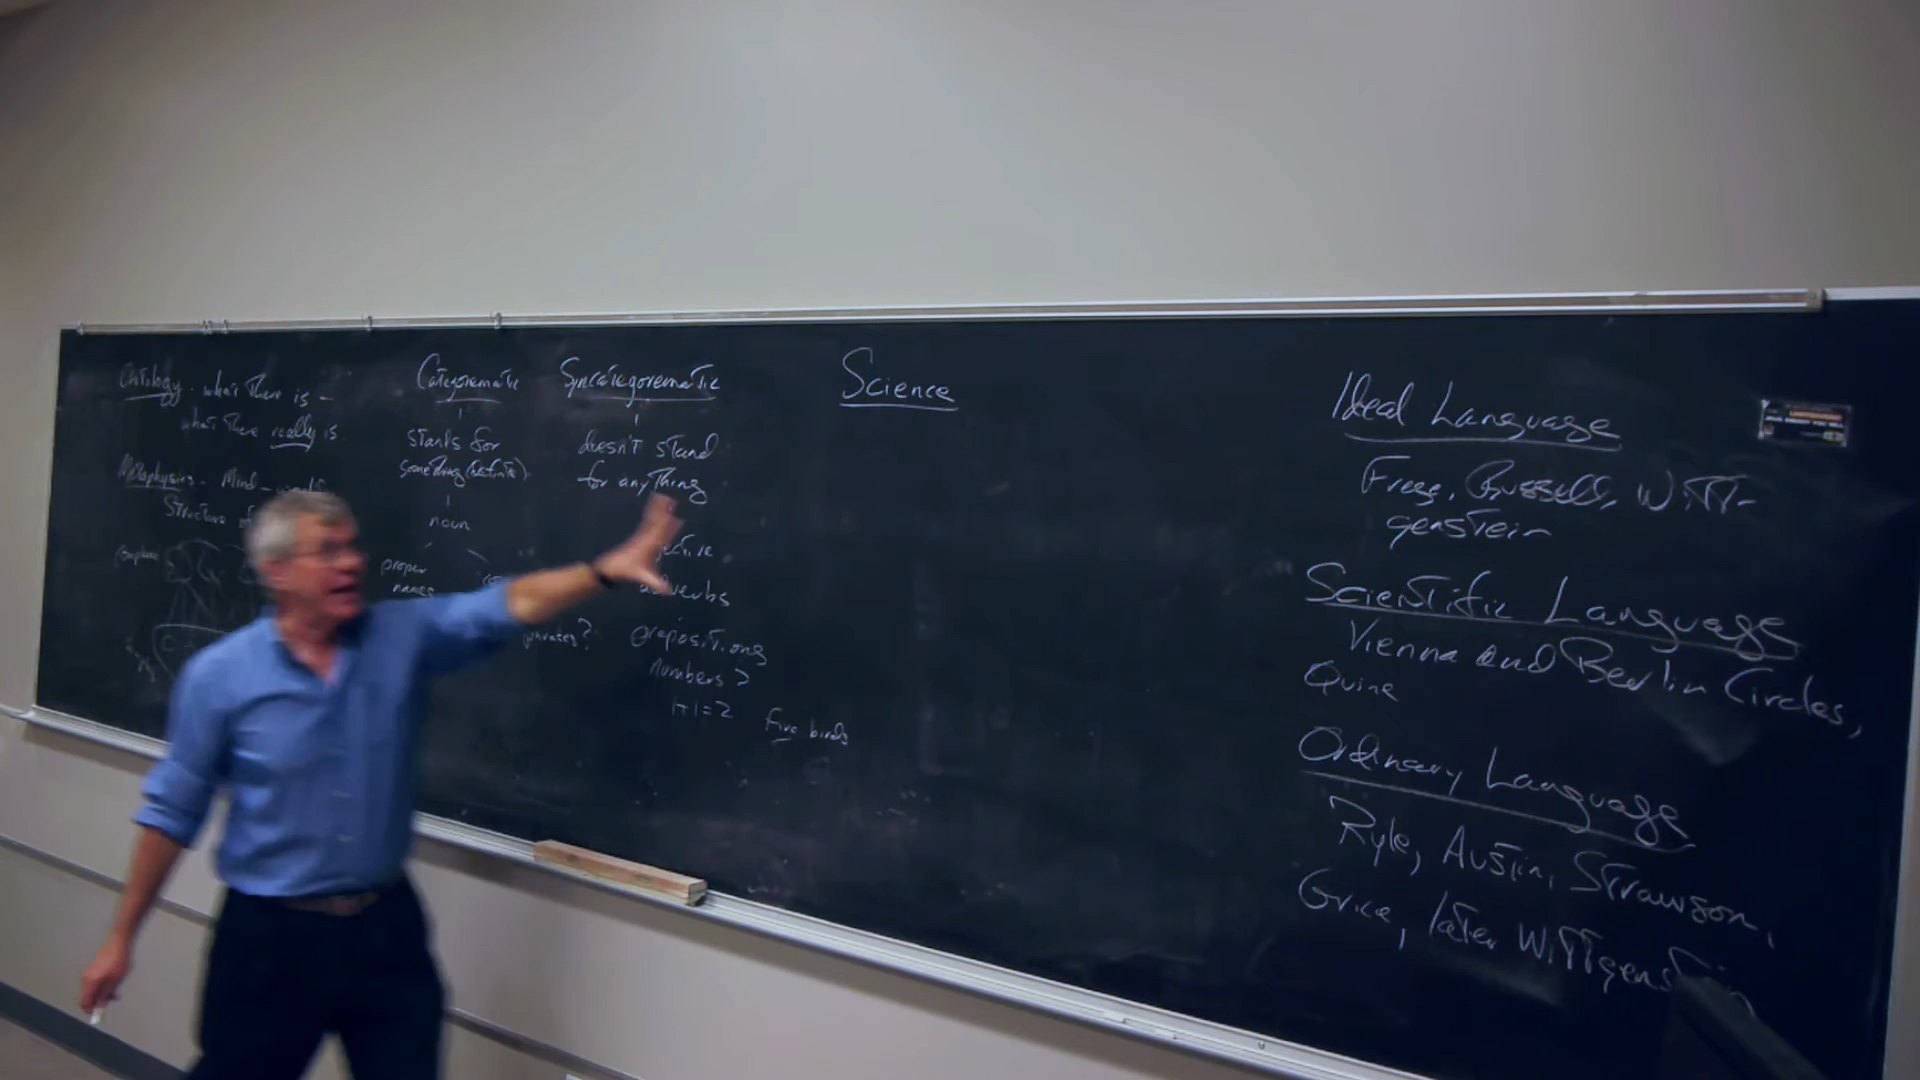 Ontology - what there is -
what there really is.
Metaphysics - Mind - world
Structure of
Categorematic
stands for
something (definite)
noun
proper
names
phrases?
Syncategorematic
doesn't stand
for anything
adverbs
prepositions
numbers?
1+1=2 Five birds
Science
Ideal Language
Frege, Russell, Witt-
genstein
Scientific Language
Vienna and Berlin Circles,
Quine
Ordinary Language
Ryle, Austin, Strawson,
Grice, later Wittgenstein